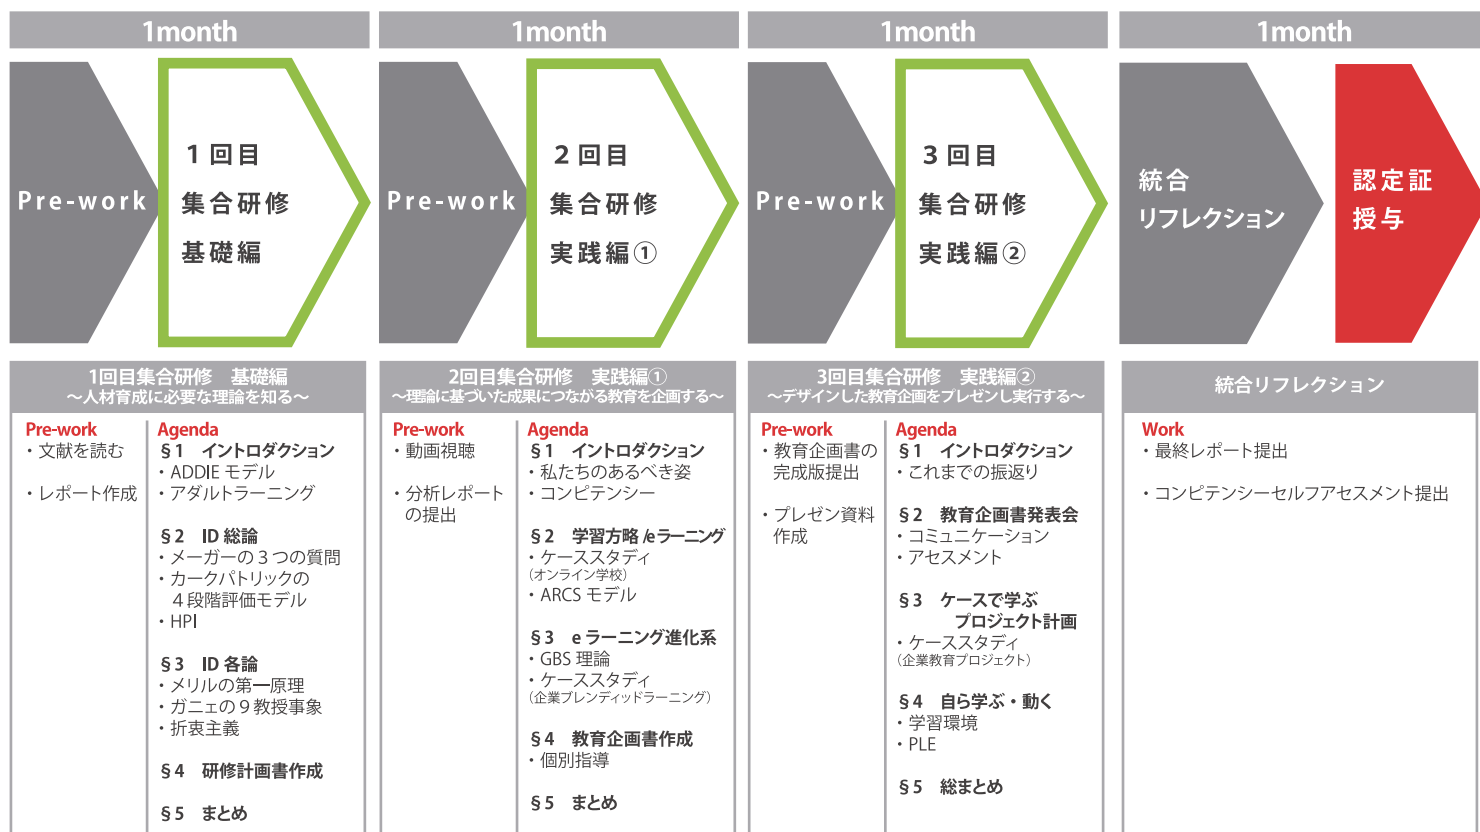 1month
1month
1month
1month
Pre-work
1回目
集合研修
基礎編
Pre-work
2回目
集合研修
実践編①
Pre-work
3回目
集合研修
実践編②
統合
リフレクション
認定証
授与
1回目集合研修　基礎編
～人材育成に必要な理論を知る～
Pre-work
・文献を読む
・レポート作成
Agenda
§1　イントロダクション
・ADDIE モデル
・アダルトラーニング
§2　ID 総論
・メーガーの3つの質問
・カークパトリックの
4段階評価モデル
・HPI
§3　ID 各論
・メリルの第一原理
・ガニェの9教授事象
・折衷主義
§4　研修計画書作成
§5　まとめ
2回目集合研修　実践編①
～理論に基づいた成果につながる教育を企画する～
Pre-work
・動画視聴
・分析レポート
の提出
Agenda
§1　イントロダクション
・私たちのあるべき姿
・コンピテンシー
§2　学習方略/eラーニング
・ケーススタディ
（オンライン学校）
・ARCS モデル
§3　e ラーニング進化系
・GBS 理論
・ケーススタディ
（企業ブレンディッドラーニング）
§4　教育企画書作成
・個別指導
§5　まとめ
3回目集合研修　実践編②
～デザインした教育企画をプレゼンし実行する～
Pre-work
・教育企画書の
完成版提出
・プレゼン資料
作成
Agenda
§1　イントロダクション
・これまでの振返り
§2　教育企画書発表会
・コミュニケーション
・アセスメント
§3　ケースで学ぶ
プロジェクト計画
・ケーススタディ
（企業教育プロジェクト）
§4　自ら学ぶ・動く
・学習環境
・PLE
§5　総まとめ
統合リフレクション
Work
・最終レポート提出
・コンピテンシーセルフアセスメント提出